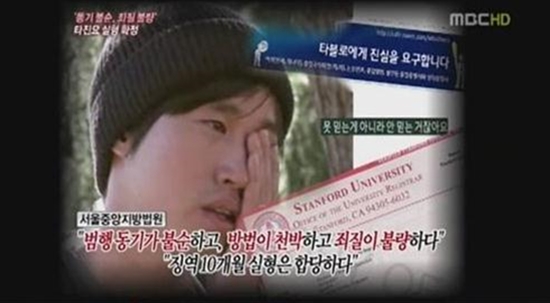 '동기 불순, 죄질 불량'
타진요 실형 확정
MBC HD
타블로에게 진실을 요구합니다
못 믿는게 아니라 안 믿는 거잖아요
STANFORD UNIVERSITY
OFFICE OF THE UNIVERSITY REGISTRAR
STANFORD, CA 94305-6032
서울중앙지방법원
"범행 동기가 불순하고, 방법이 천박하고 죄질이 불량하다"
"징역 10개월 실형은 합당하다"